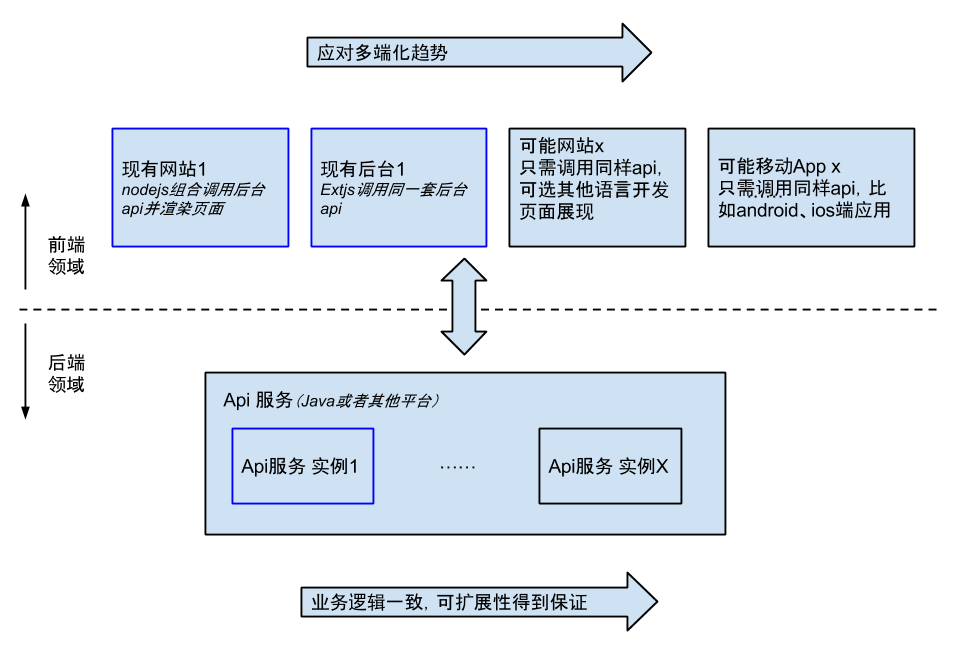 应对多端化趋势
现有网站1
nodejs组合调用后台
api并渲染页面
现有后台1
Extjs调用同一套后台
api
可能网站x
只需调用同样api，
可选其他语言开发
页面展现
可能移动App x
只需调用同样api，比
如android、ios端应用
前端
领域
后端
领域
Api 服务（Java或者其他平台）
Api服务 实例1
……
Api服务 实例X
业务逻辑一致，可扩展性得到保证